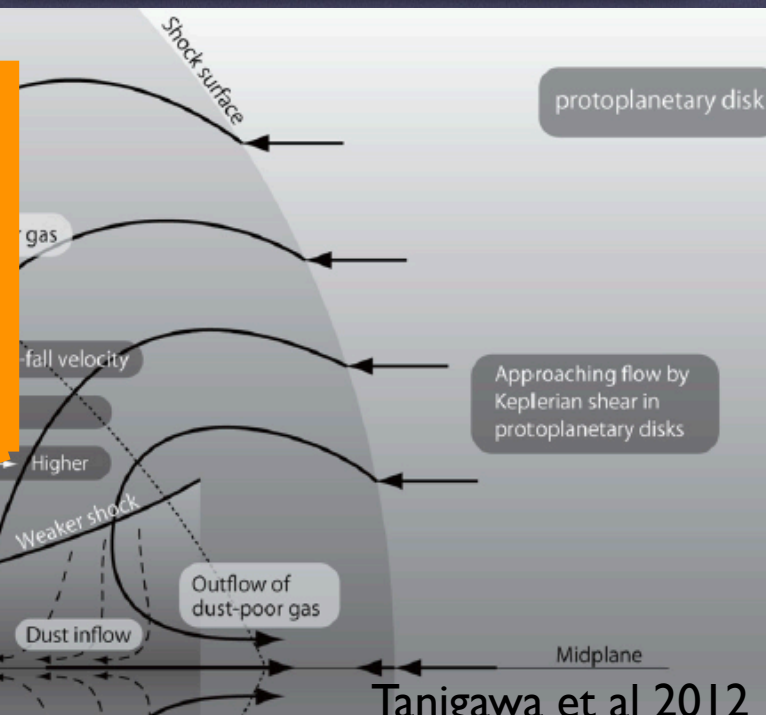 Shock surface
protoplanetary disk
gas
-fall velocity
Approaching flow by
Keplerian shear in
protoplanetary disks
Higher
Weaker shock
Outflow of
dust-poor gas
Dust inflow
Midplane
Tanigawa et al 2012